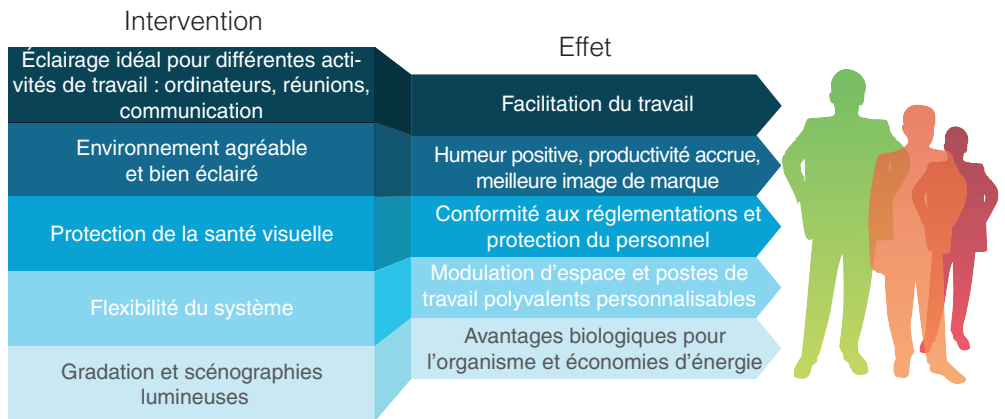 Intervention
Éclairage idéal pour différentes acti-
vités de travail : ordinateurs, réunions,
communication
Environnement agréable
et bien éclairé
Protection de la santé visuelle
Flexibilité du système
Gradation et scénographies
lumineuses
Effet
Facilitation du travail
Humeur positive, productivité accrue,
meilleure image de marque
Conformité aux réglementations et
protection du personnel
Modulation d’espace et postes de
travail polyvalents personnalisables
Avantages biologiques pour
l’organisme et économies d’énergie